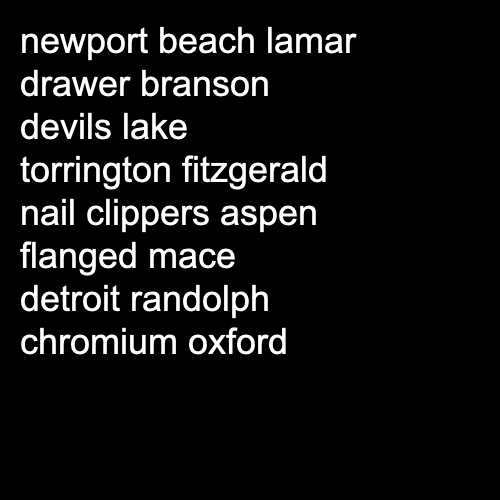 newport beach lamar
drawer branson
devils lake
torrington fitzgerald
nail clippers aspen
flanged mace
detroit randolph
chromium oxford